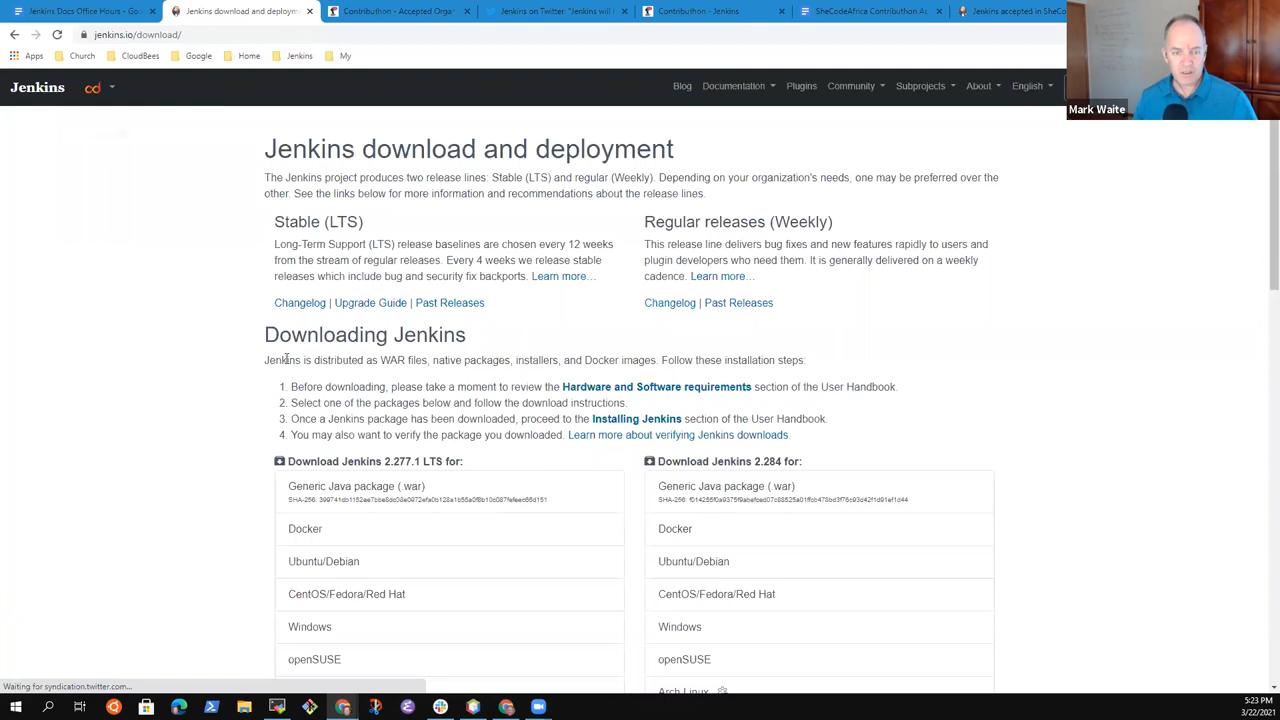 Jenkins Docs Office Hours - Goo
Jenkins download and deploym
Contributhon - Accepted Orga
Jenkins on Twitter: "Jenkins will
Contributhon - Jenkins
SheCodeAfrica Contributhon Ap
Jenkins accepted in SheCo
jenkins.io/download/
Apps
Church
CloudBees
Google
Home
Jenkins
My
Mark Waite
Jenkins
cd
Blog
Documentation
Plugins
Community
Subprojects
About
English
Jenkins download and deployment
The Jenkins project produces two release lines: Stable (LTS) and regular (Weekly). Depending on your organization's needs, one may be preferred over the
other. See the links below for more information and recommendations about the release lines.
Stable (LTS)
Long-Term Support (LTS) release baselines are chosen every 12 weeks
from the stream of regular releases. Every 4 weeks we release stable
releases which include bug and security fix backports. Learn more…
Changelog | Upgrade Guide | Past Releases
Regular releases (Weekly)
This release line delivers bug fixes and new features rapidly to users and
plugin developers who need them. It is generally delivered on a weekly
cadence. Learn more…
Changelog | Past Releases
Downloading Jenkins
Jenkins is distributed as WAR files, native packages, installers, and Docker images. Follow these installation steps:
1. Before downloading, please take a moment to review the Hardware and Software requirements section of the User Handbook.
2. Select one of the packages below and follow the download instructions.
3. Once a Jenkins package has been downloaded, proceed to the Installing Jenkins section of the User Handbook.
4. You may also want to verify the package you downloaded. Learn more about verifying Jenkins downloads.
Download Jenkins 2.277.1 LTS for:
Generic Java package (.war)
SHA-256:
Docker
Ubuntu/Debian
CentOS/Fedora/Red Hat
Windows
openSUSE
Download Jenkins 2.284 for:
Generic Java package (.war)
SHA-256:
Docker
Ubuntu/Debian
CentOS/Fedora/Red Hat
Windows
openSUSE
Arch Linux
Waiting for syndication.twitter.com...
5:23 PM
3/22/2021